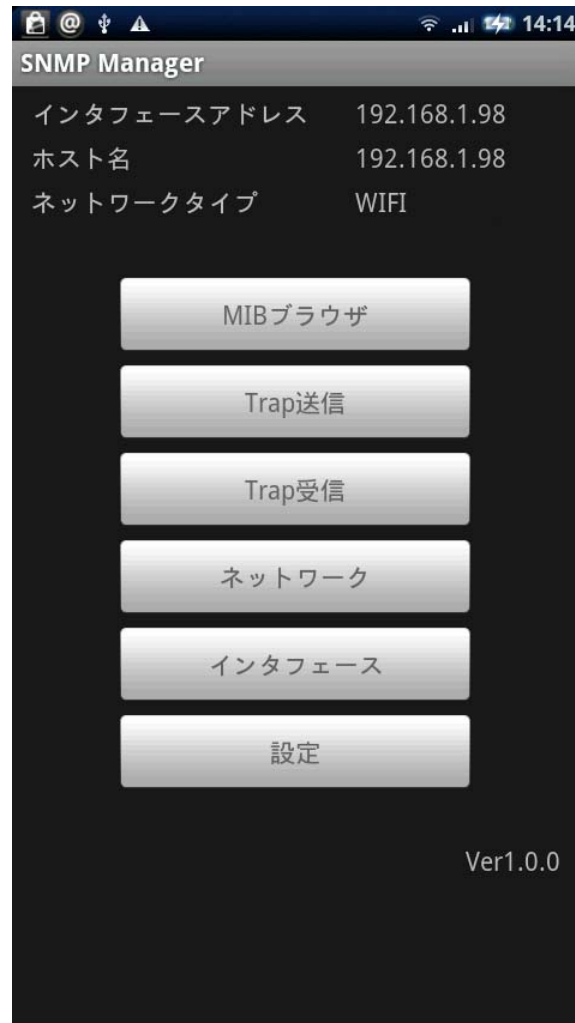 14:14
SNMP Manager
インタフェースアドレス 192.168.1.98
ホスト名 192.168.1.98
ネットワークタイプ WIFI
MIBブラウザ
Trap送信
Trap受信
ネットワーク
インタフェース
設定
Ver1.0.0